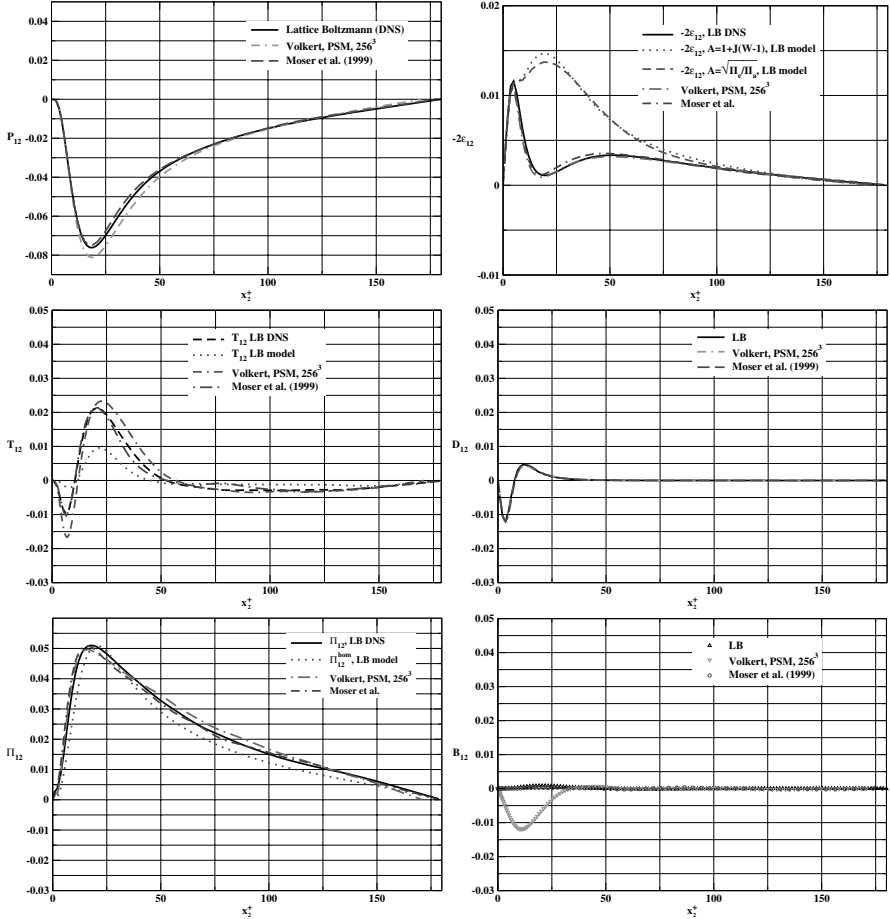 0
-0.02
-0.04
-0.06
-0.08
P₁₂
Lattice Boltzmann (DNS)
Volkert, PSM, 256³
Moser et al. (1999)
0 50 100 150
x₂⁺
0.02
0.01
0
-0.01
-2ε₁₂
-2ε₁₂, LB DNS
-2ε₁₂, A=1+J(W-1), LB model
-2ε₁₂, A=√II_e/II_a, LB model
Volkert, PSM, 256³
Moser et al.
0 50 100 150
x₂⁺
0.05
0.04
0.03
0.02
0.01
0
-0.01
-0.02
-0.03
T₁₂
T₁₂ LB DNS
T₁₂ LB model
Volkert, PSM, 256³
Moser et al. (1999)
0 50 100 150
x₂⁺
0.05
0.04
0.03
0.02
0.01
0
-0.01
-0.02
-0.03
D₁₂
LB
Volkert, PSM, 256³
Moser et al. (1999)
0 50 100 150
x₂⁺
0.05
0.04
0.03
0.02
0.01
0
-0.01
-0.02
-0.03
Π₁₂
Π₁₂, LB DNS
Π₁₂ʰᵒᵐ, LB model
Volkert, PSM, 256³
Moser et al.
0 50 100 150
x₂⁺
0.05
0.04
0.03
0.02
0.01
0
-0.01
-0.02
-0.03
B₁₂
LB
Volkert, PSM, 256³
Moser et al. (1999)
0 50 100 150
x₂⁺